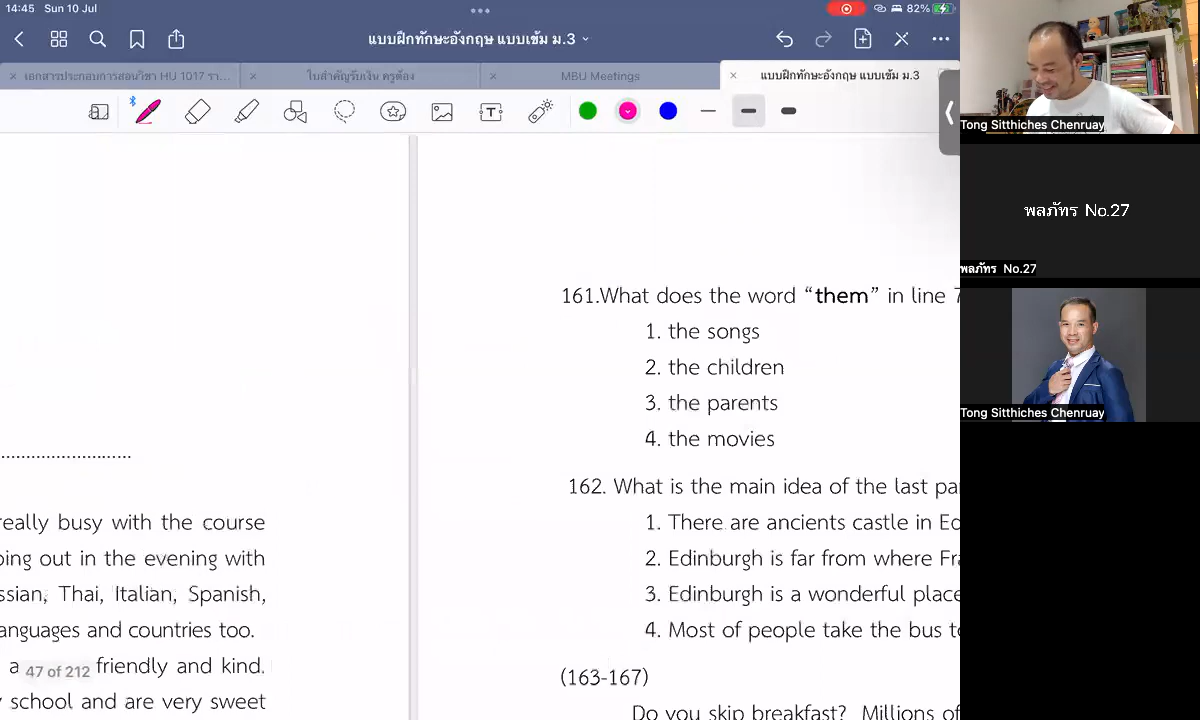 14:45 Sun 10 Jul
82%
แบบฝึกทักษะอังกฤษ แบบเข้ม ม.3
เอกสารประกอบการสอนวิชา HU 1017 รา...
ใบสำคัญรับเงิน ครูต้อง
MBU Meetings
แบบฝึกทักษะอังกฤษ แบบเข้ม ม.3
Tong Sitthiches Chenruay
พลภัทร No.27
พลภัทร No.27
Tong Sitthiches Chenruay
...........................
really busy with the course
oing out in the evening with
ssian, Thai, Italian, Spanish,
anguages and countries too.
a friendly and kind.
47 of 212
y school and are very sweet
161.What does the word “them” in line 7
1. the songs
2. the children
3. the parents
4. the movies
162. What is the main idea of the last pa
1. There are ancients castle in Ed
2. Edinburgh is far from where Fra
3. Edinburgh is a wonderful place
4. Most of people take the bus to
(163-167)
Do you skip breakfast? Millions of